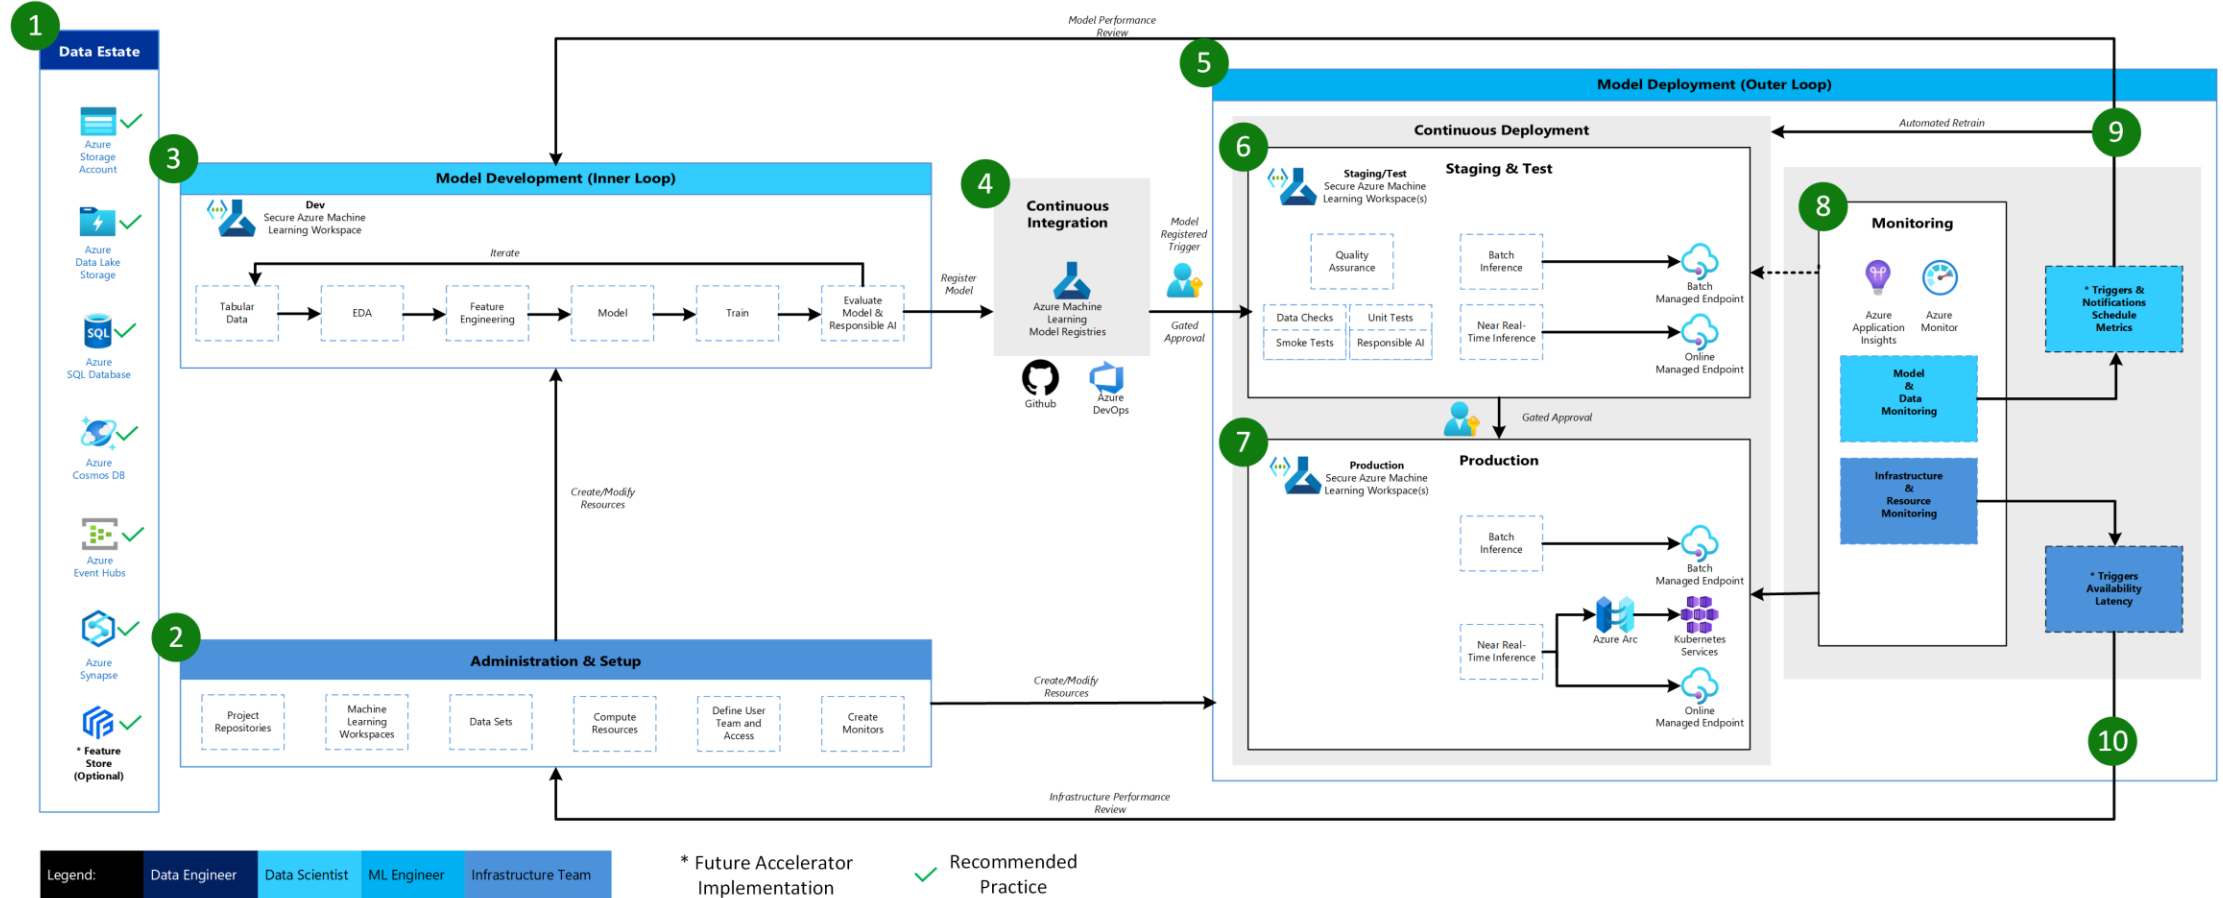 1
Data Estate
Azure
Storage
Account
Azure
Data Lake
Storage
SQL
Azure
SQL Database
Azure
Cosmos DB
Azure
Event Hubs
Azure
Synapse
* Feature
Store
(Optional)
Model Performance
Review
3
Model Development (Inner Loop)
Dev
Secure Azure Machine
Learning Workspace
Iterate
Tabular
Data
EDA
Feature
Engineering
Model
Train
Evaluate
Model &
Responsible AI
Register
Model
4
Continuous
Integration
Azure Machine
Learning
Model Registries
Github
Azure
DevOps
Model
Registered
Trigger
Gated
Approval
Create/Modify
Resources
2
Administration & Setup
Project
Repositories
Machine
Learning
Workspaces
Data Sets
Compute
Resources
Define User
Team and
Access
Create
Monitors
Create/Modify
Resources
Infrastructure Performance
Review
5
Model Deployment (Outer Loop)
Continuous Deployment
6
Staging & Test
Staging/Test
Secure Azure Machine
Learning Workspace(s)
Quality
Assurance
Data Checks
Unit Tests
Smoke Tests
Responsible AI
Batch
Inference
Batch
Managed Endpoint
Near Real-
Time Inference
Online
Managed Endpoint
Gated Approval
7
Production
Production
Secure Azure Machine
Learning Workspace(s)
Batch
Inference
Batch
Managed Endpoint
Near Real-
Time Inference
Azure Arc
Kubernetes
Services
Online
Managed Endpoint
Automated Retrain
9
8
Monitoring
Azure
Application
Insights
Azure
Monitor
Model
&
Data
Monitoring
Infrastructure
&
Resource
Monitoring
* Triggers &
Notifications
Schedule
Metrics
* Triggers
Availability
Latency
10
Legend:
Data Engineer
Data Scientist
ML Engineer
Infrastructure Team
* Future Accelerator
Implementation
Recommended
Practice